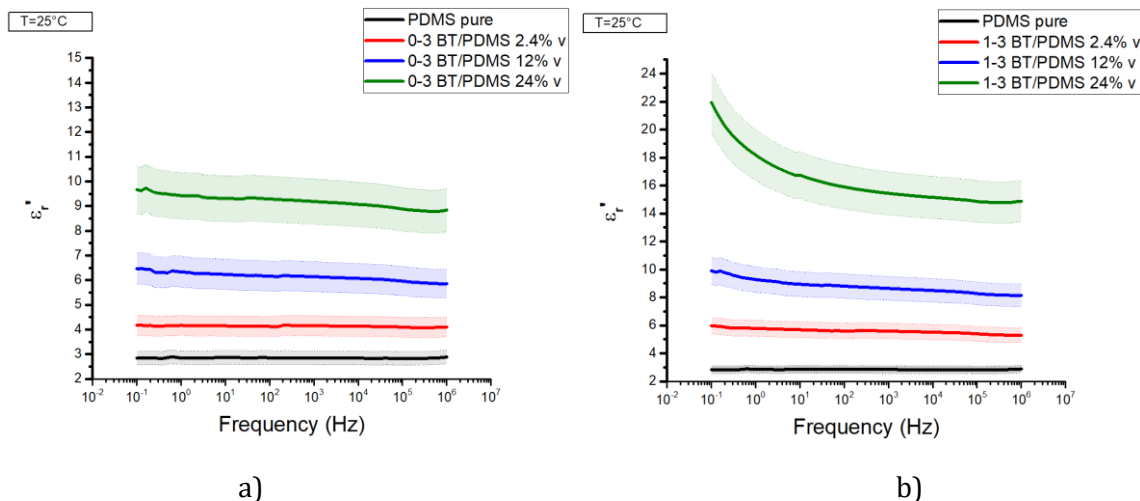 T=25°C
PDMS pure
0-3 BT/PDMS 2.4% v
0-3 BT/PDMS 12% v
0-3 BT/PDMS 24% v
15
14
13
12
11
10
9
8
7
6
5
4
3
2
εr'
10-2 10-1 100 101 102 103 104 105 106 107
Frequency (Hz)
a)
T=25°C
PDMS pure
1-3 BT/PDMS 2.4% v
1-3 BT/PDMS 12% v
1-3 BT/PDMS 24% v
24
22
20
18
16
14
12
10
8
6
4
2
εr'
10-2 10-1 100 101 102 103 104 105 106 107
Frequency (Hz)
b)